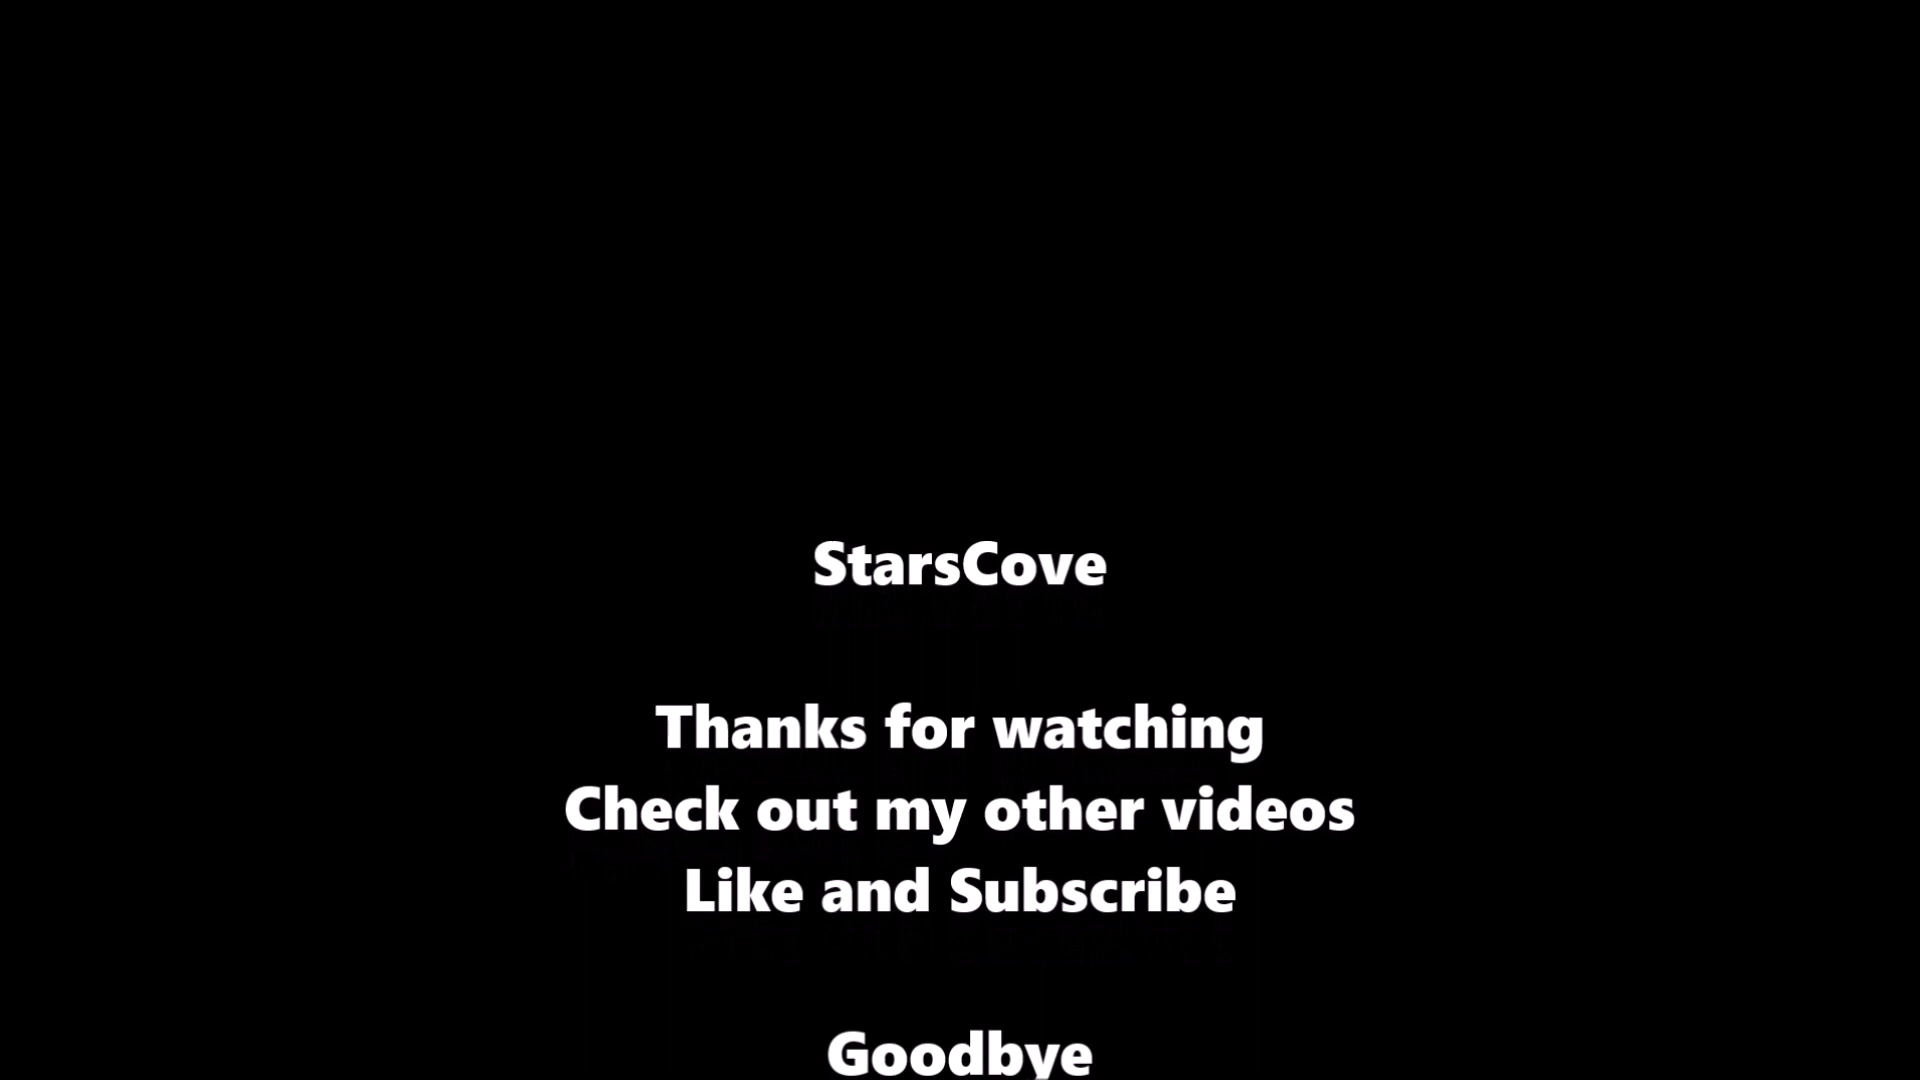 StarsCove
Thanks for watching
Check out my other videos
Like and Subscribe
Goodbye